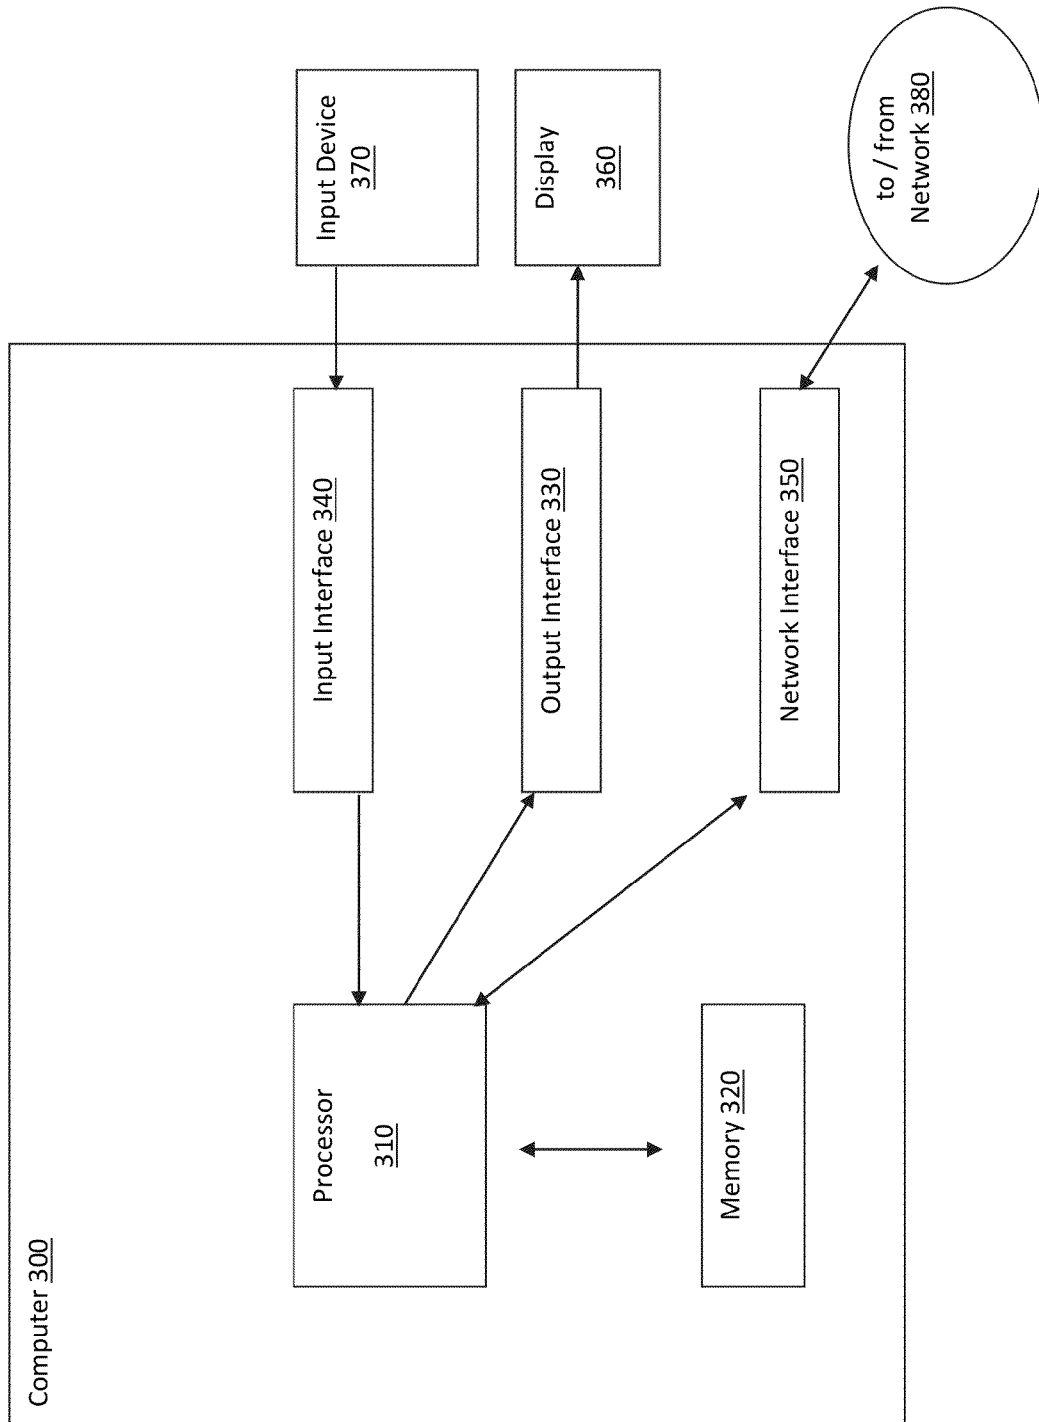 Computer 300
Processor
310
Input Interface 340
Input Device
370
Output Interface 330
Display
360
Memory 320
Network Interface 350
to / from
Network 380